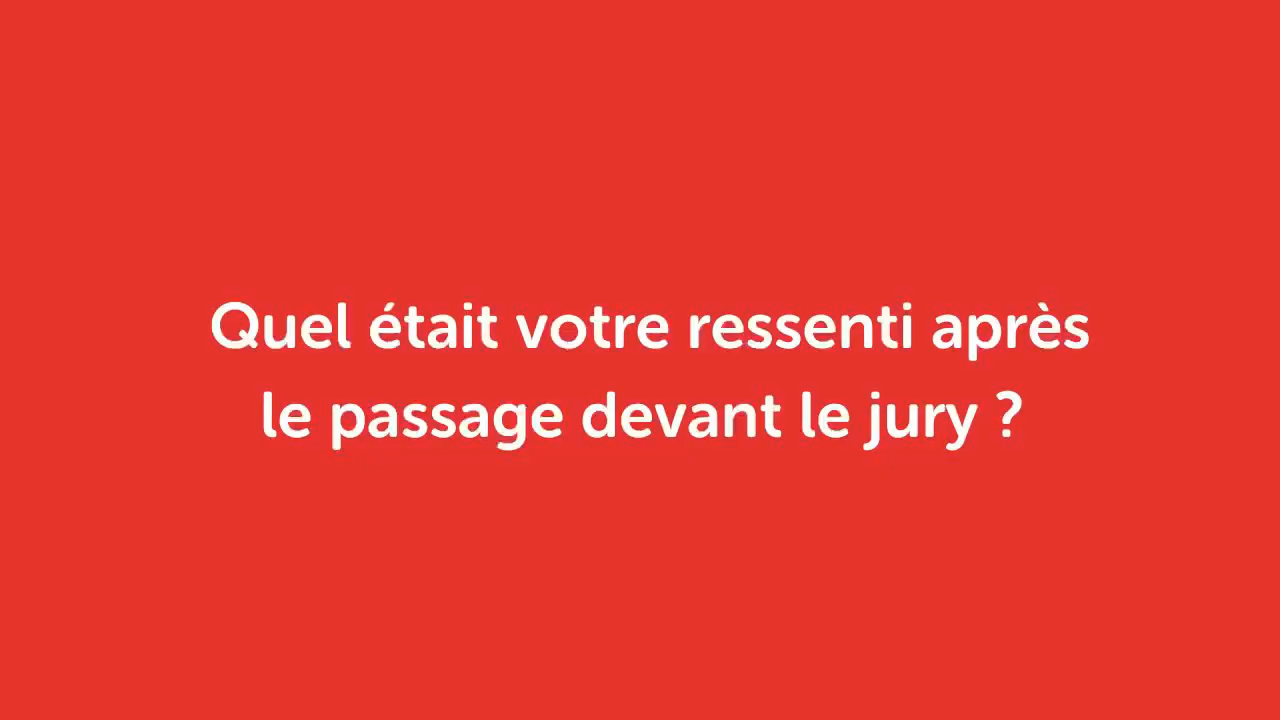 Quel était votre ressenti après
le passage devant le jury ?